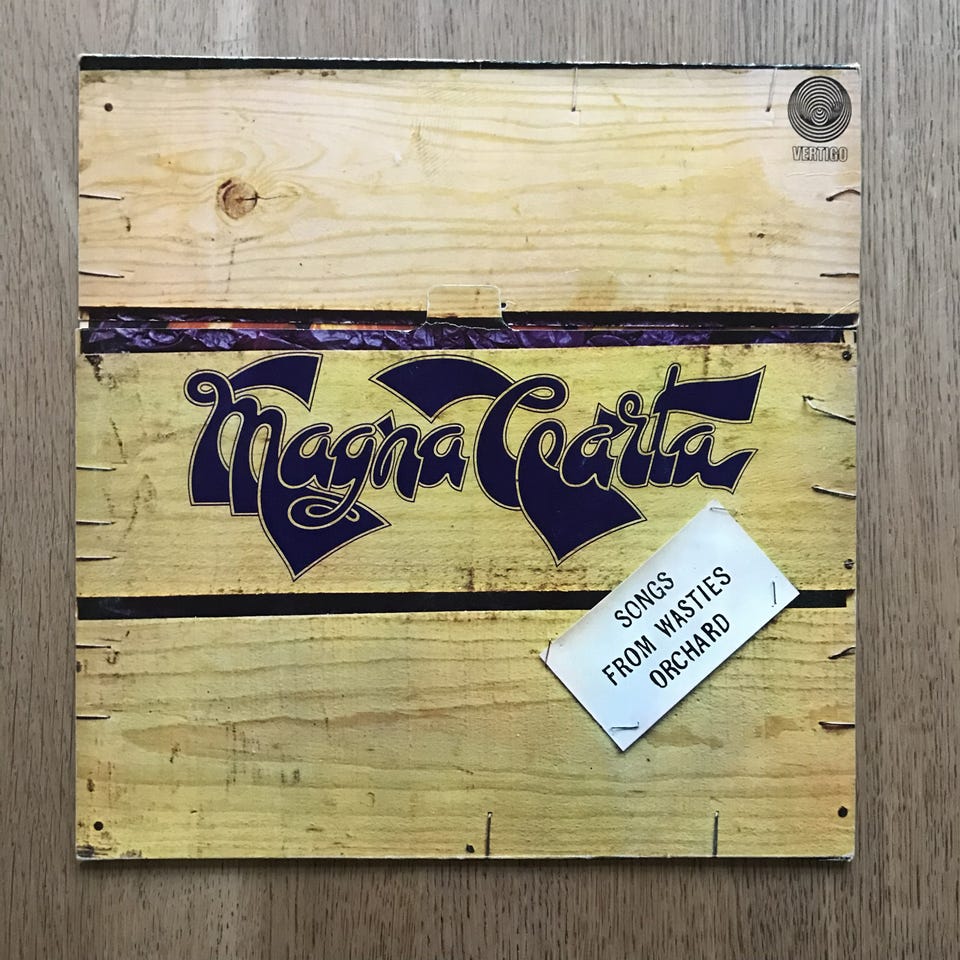 VERTIGO
Magna Carta
SONGS
FROM WASTIES
ORCHARD